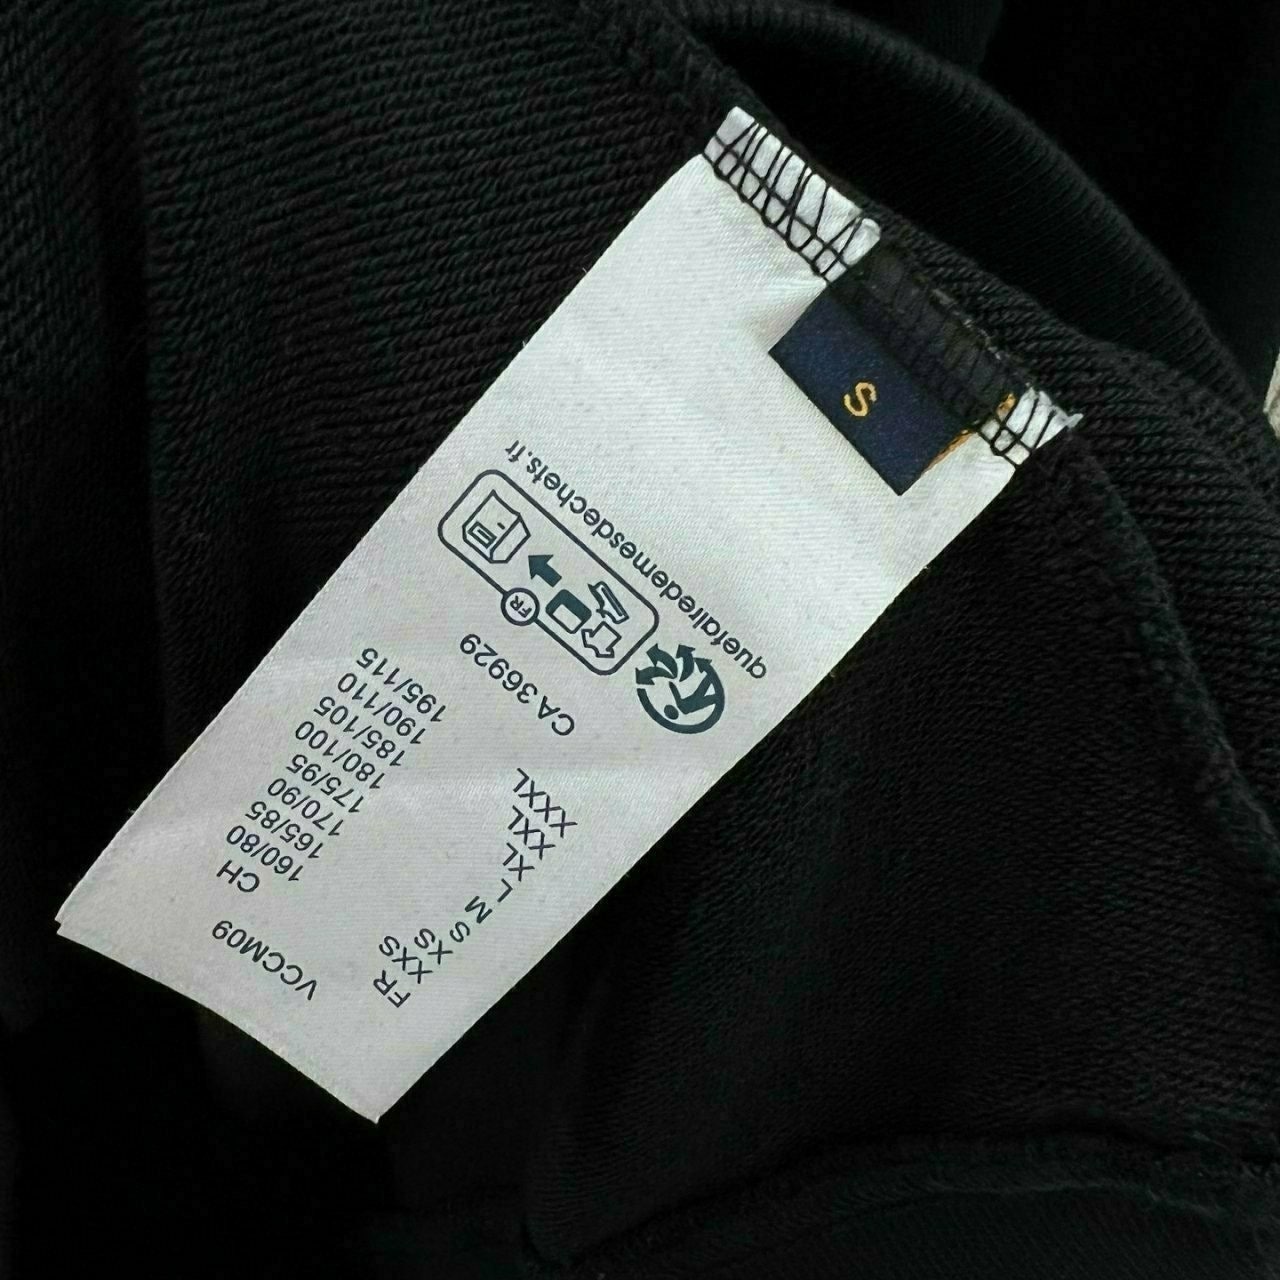 VCCM09
FR CH
XXS 160/80
XS 165/85
S 170/90
M 175/95
L 180/100
XL 185/105
XXL 190/110
XXXL 195/115
CA 36929
FR
quefairedemesdechets.fr
S